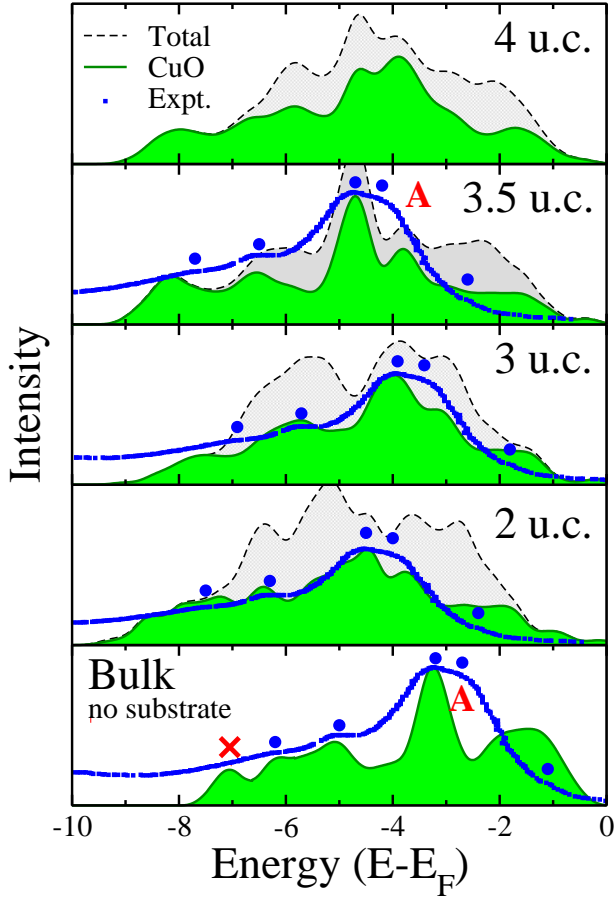 Total
CuO
Expt.
4 u.c.
A
3.5 u.c.
3 u.c.
2 u.c.
Bulk
no substrate
A
Intensity
-10 -8 -6 -4 -2 0
Energy (E-E_F)